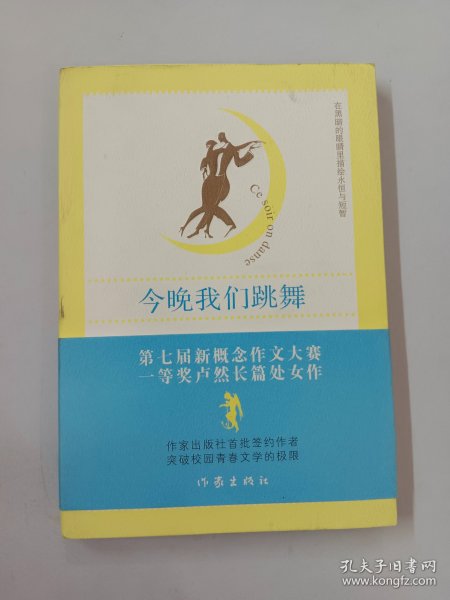 在黑暗的眼睛里描绘永恒与短暂
Ce soir on danse
今晚我们跳舞
第七届新概念作文大赛
一等奖卢然长篇处女作
作家出版社首批签约作者
突破校园青春文学的极限
作家出版社
孔夫子旧书网
www.kongfz.com